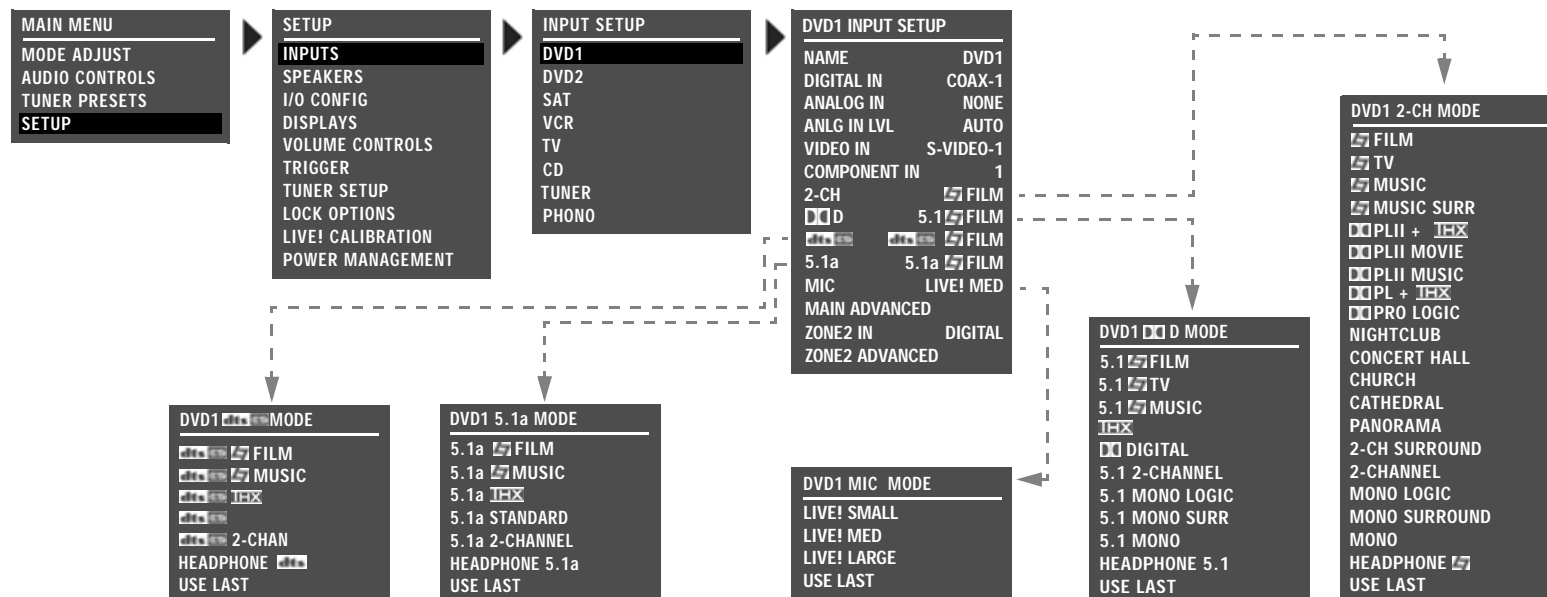 MAIN MENU
MODE ADJUST
AUDIO CONTROLS
TUNER PRESETS
SETUP
SETUP
INPUTS
SPEAKERS
I/O CONFIG
DISPLAYS
VOLUME CONTROLS
TRIGGER
TUNER SETUP
LOCK OPTIONS
LIVE! CALIBRATION
POWER MANAGEMENT
INPUT SETUP
DVD1
DVD2
SAT
VCR
TV
CD
TUNER
PHONO
DVD1 INPUT SETUP
NAME DVD1
DIGITAL IN COAX-1
ANALOG IN NONE
ANLG IN LVL AUTO
VIDEO IN S-VIDEO-1
COMPONENT IN 1
2-CH FILM
D 5.1 FILM
dts dts FILM
5.1a 5.1a FILM
MIC LIVE! MED
MAIN ADVANCED
ZONE2 IN DIGITAL
ZONE2 ADVANCED
DVD1 2-CH MODE
FILM
TV
MUSIC
MUSIC SURR
PLII + THX
PLII MOVIE
PLII MUSIC
PL + THX
PRO LOGIC
NIGHTCLUB
CONCERT HALL
CHURCH
CATHEDRAL
PANORAMA
2-CH SURROUND
2-CHANNEL
MONO LOGIC
MONO SURROUND
MONO
HEADPHONE
USE LAST
DVD1 D MODE
5.1 FILM
5.1 TV
5.1 MUSIC
THX
DIGITAL
5.1 2-CHANNEL
5.1 MONO LOGIC
5.1 MONO SURR
5.1 MONO
HEADPHONE 5.1
USE LAST
DVD1 dts MODE
dts FILM
dts MUSIC
dts THX
dts
dts 2-CHAN
HEADPHONE dts
USE LAST
DVD1 5.1a MODE
5.1a FILM
5.1a MUSIC
5.1a THX
5.1a STANDARD
5.1a 2-CHANNEL
HEADPHONE 5.1a
USE LAST
DVD1 MIC MODE
LIVE! SMALL
LIVE! MED
LIVE! LARGE
USE LAST